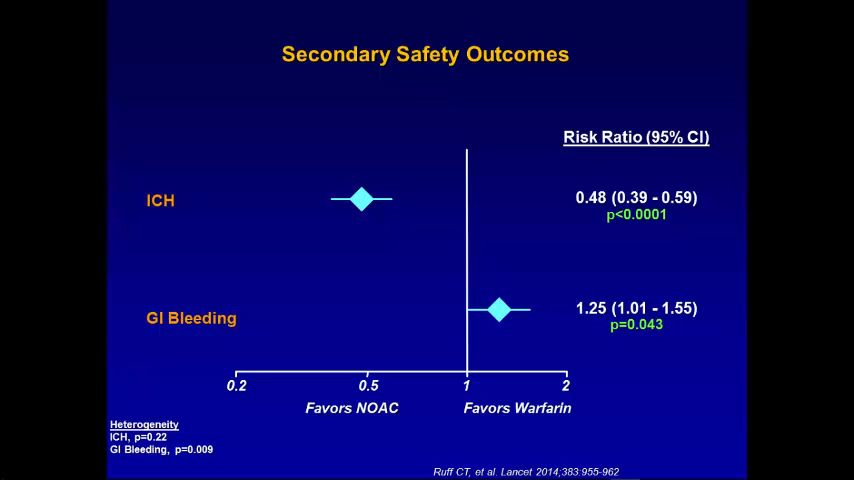 Secondary Safety Outcomes
Risk Ratio (95% CI)
ICH
0.48 (0.39 - 0.59)
p<0.0001
GI Bleeding
1.25 (1.01 - 1.55)
p=0.043
0.2 0.5 1 2
Favors NOAC Favors Warfarin
Heterogeneity
ICH, p=0.22
GI Bleeding, p=0.009
Ruff CT, et al. Lancet 2014;383:955-962